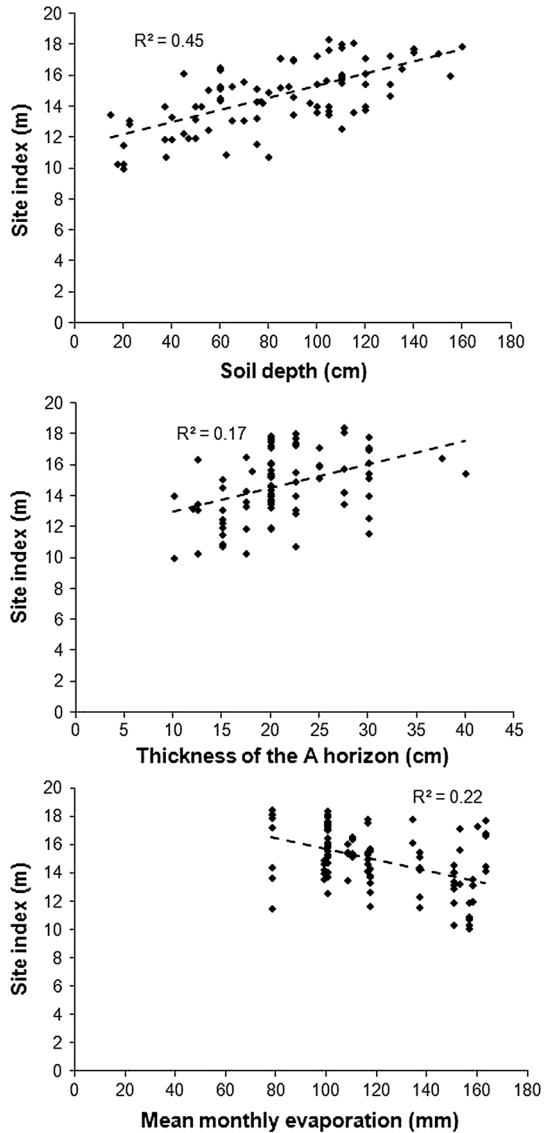 R² = 0.45
Site index (m)
20
18
16
14
12
10
8
6
4
2
0
0 20 40 60 80 100 120 140 160 180
Soil depth (cm)
R² = 0.17
Site index (m)
20
18
16
14
12
10
8
6
4
2
0
0 5 10 15 20 25 30 35 40 45
Thickness of the A horizon (cm)
R² = 0.22
Site index (m)
20
18
16
14
12
10
8
6
4
2
0
0 20 40 60 80 100 120 140 160 180
Mean monthly evaporation (mm)